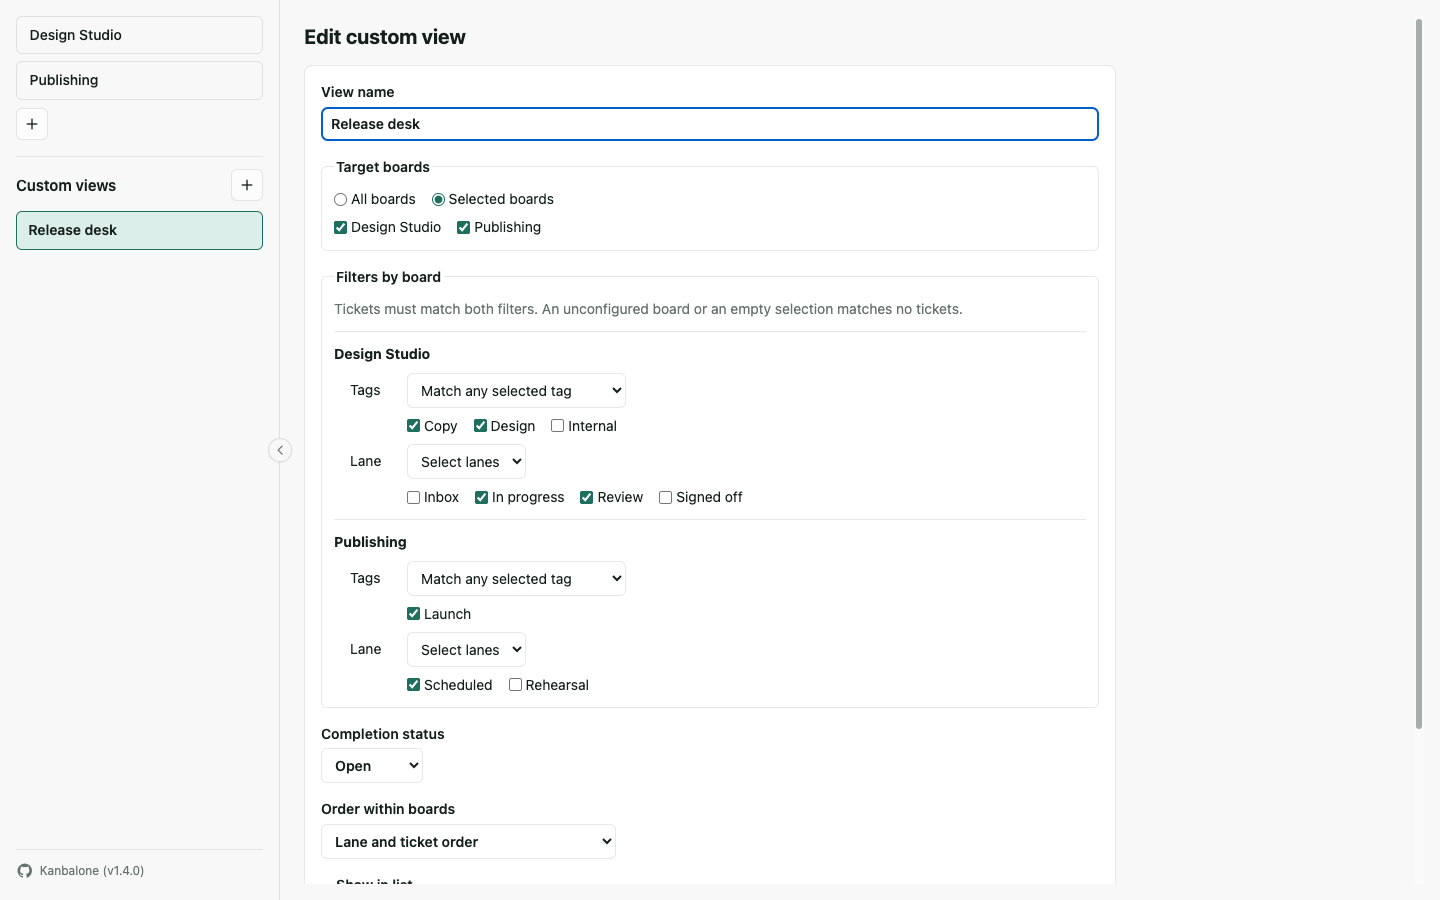 Design Studio
Publishing
Custom views
Release desk
Kanbalone (v1.4.0)
Edit custom view
View name
Release desk
Target boards
All boards Selected boards
Design Studio Publishing
Filters by board
Tickets must match both filters. An unconfigured board or an empty selection matches no tickets.
Design Studio
Tags Match any selected tag
Copy Design Internal
Lane Select lanes
Inbox In progress Review Signed off
Publishing
Tags Match any selected tag
Launch
Lane Select lanes
Scheduled Rehearsal
Completion status
Open
Order within boards
Lane and ticket order
Show in list